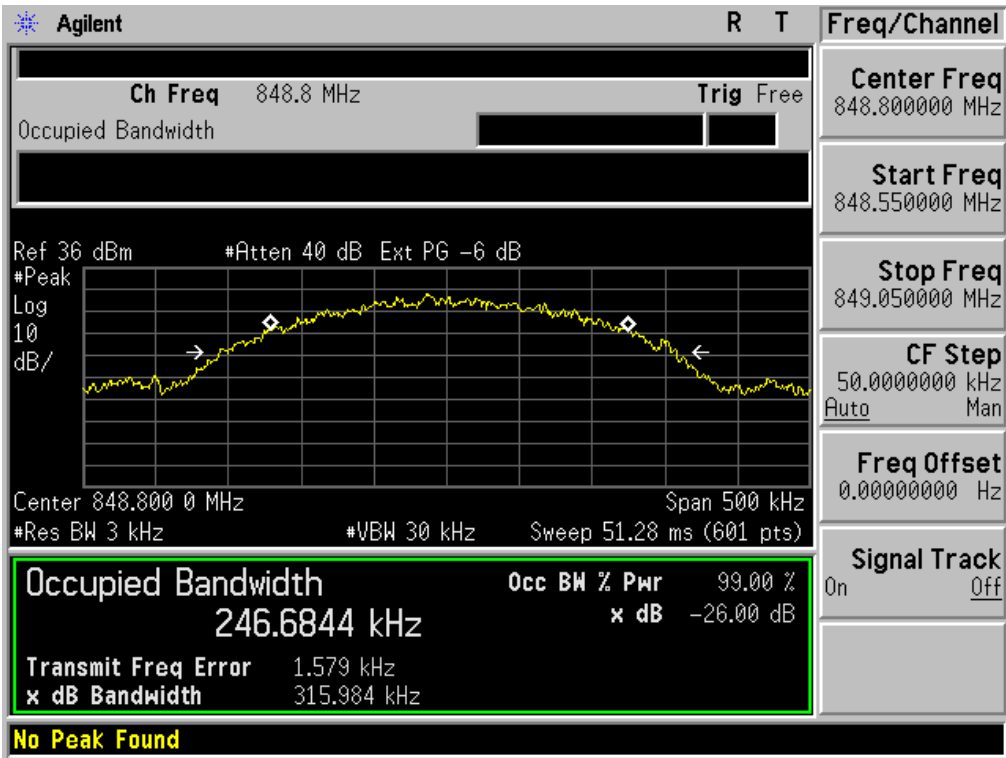 Agilent R T Freq/Channel
Ch Freq 848.8 MHz Trig Free
Occupied Bandwidth
Center Freq
848.800000 MHz
Start Freq
848.550000 MHz
Stop Freq
849.050000 MHz
CF Step
50.0000000 kHz
Auto Man
Freq Offset
0.00000000 Hz
Signal Track
On Off
Ref 36 dBm #Atten 40 dB Ext PG -6 dB
#Peak
Log
10
dB/
Center 848.800 0 MHz Span 500 kHz
#Res BW 3 kHz #VBW 30 kHz Sweep 51.28 ms (601 pts)
Occupied Bandwidth Occ BW % Pwr 99.00 %
246.6844 kHz x dB -26.00 dB
Transmit Freq Error 1.579 kHz
x dB Bandwidth 315.984 kHz
No Peak Found